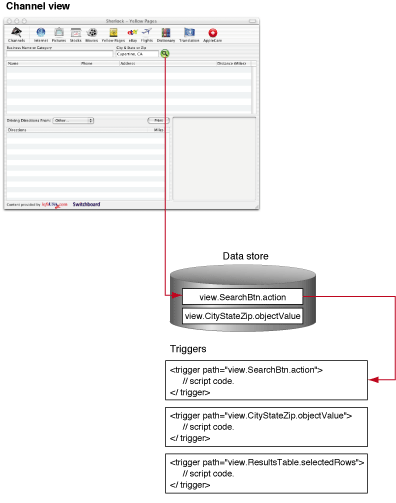 Channel view
Sherlock – Yellow Pages
Channels Internet Pictures Stocks Movies Yellow Pages eBay Flights Dictionary Translation AppleCare
Business Name or Category City & State or Zip
Cupertino, CA
Name Phone Address Distance (Miles)
Driving Directions From: Other...
Directions Miles
Content provided by Switchboard
Data store
view.SearchBtn.action
view.CityStateZip.objectValue
Triggers
<trigger path="view.SearchBtn.action">
// script code.
</ trigger>
<trigger path="view.CityStateZip.objectValue">
// script code.
</ trigger>
<trigger path="view.ResultsTable.selectedRows">
// script code.
</ trigger>